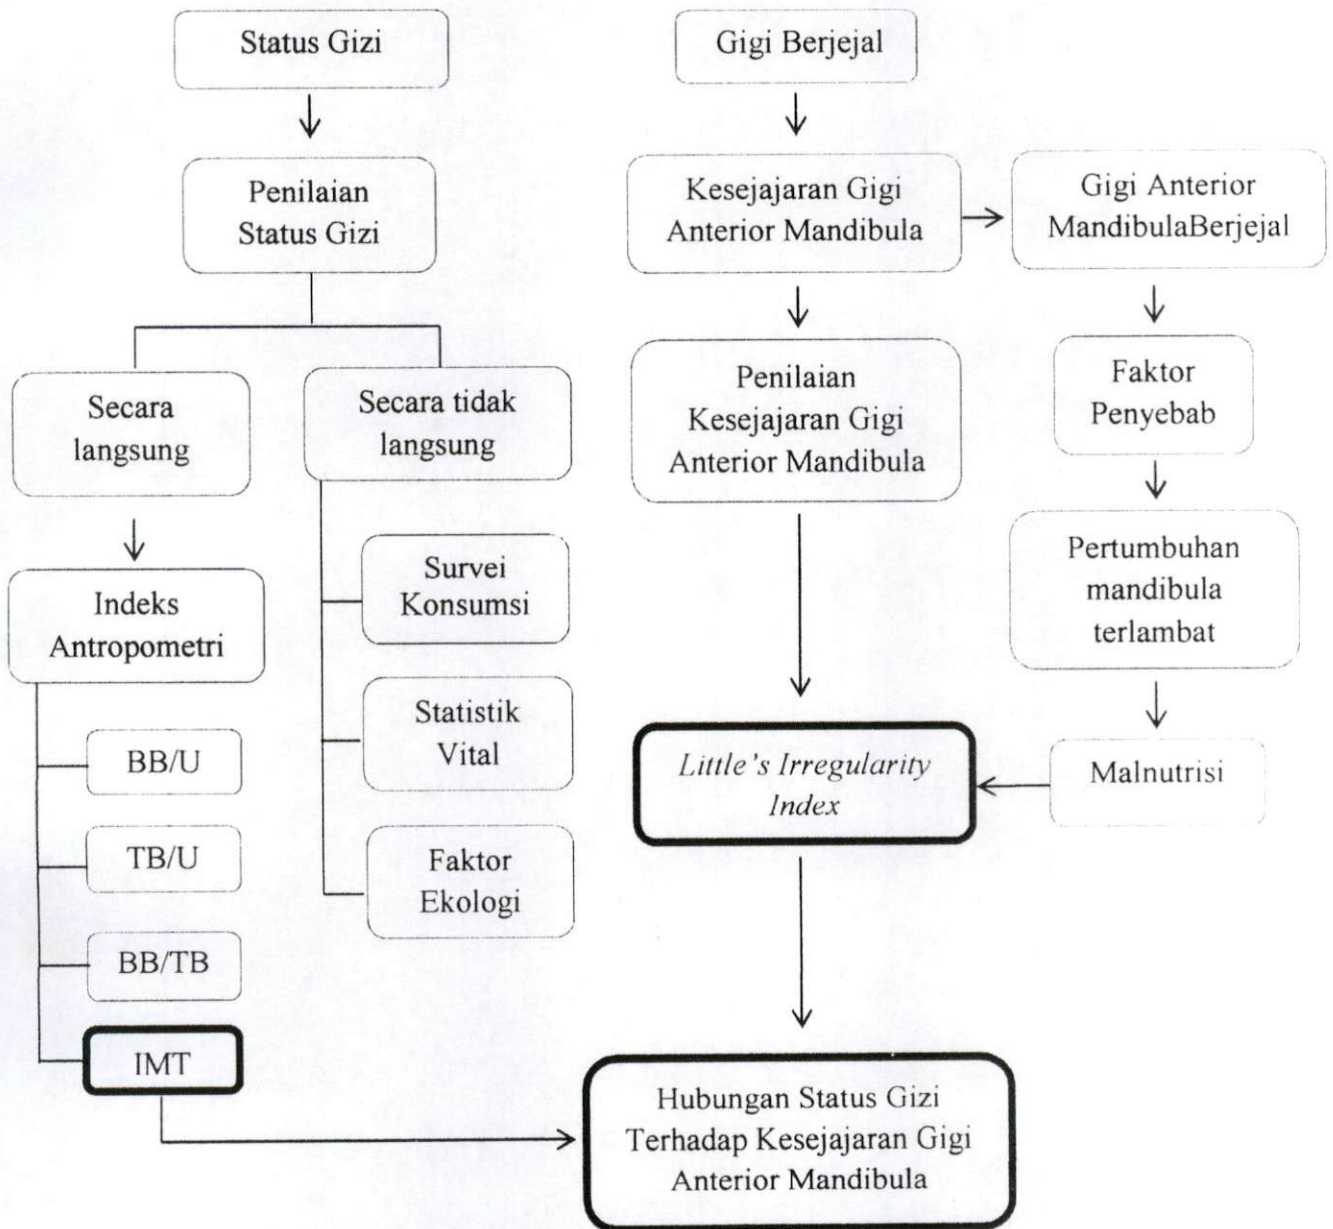 Status Gizi
Penilaian
Status Gizi
Secara
langsung
Secara tidak
langsung
Indeks
Antropometri
BB/U
TB/U
BB/TB
IMT
Survei
Konsumsi
Statistik
Vital
Faktor
Ekologi
Gigi Berjejal
Kesejajaran Gigi
Anterior Mandibula
Gigi Anterior
MandibulaBerjejal
Penilaian
Kesejajaran Gigi
Anterior Mandibula
Faktor
Penyebab
Pertumbuhan
mandibula
terlambat
Malnutrisi
Little's Irregularity
Index
Hubungan Status Gizi
Terhadap Kesejajaran Gigi
Anterior Mandibula